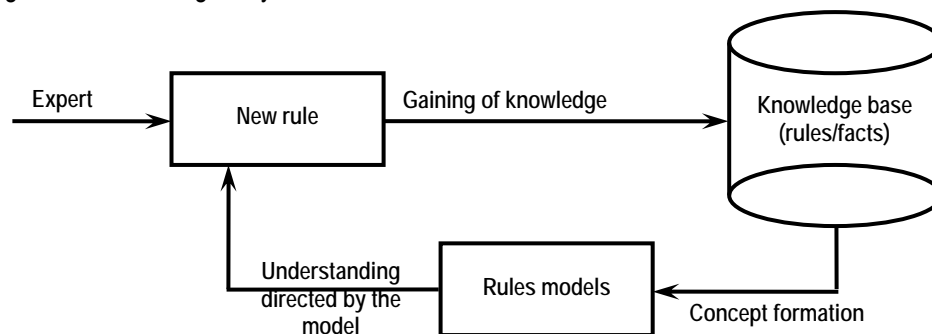 Expert
New rule
Gaining of knowledge
Knowledge base
(rules/facts)
Understanding
directed by the
model
Rules models
Concept formation